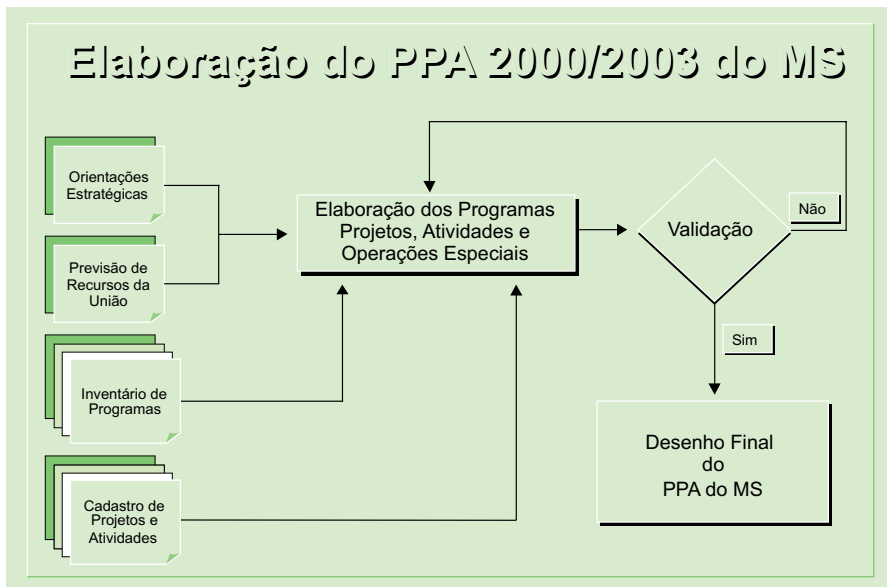 Elaboração do PPA 2000/2003 do MS
Orientações
Estratégicas
Previsão de
Recursos da
União
Inventário de
Programas
Cadastro de
Projetos e
Atividades
Elaboração dos Programas
Projetos, Atividades e
Operações Especiais
Validação
Não
Sim
Desenho Final
do
PPA do MS